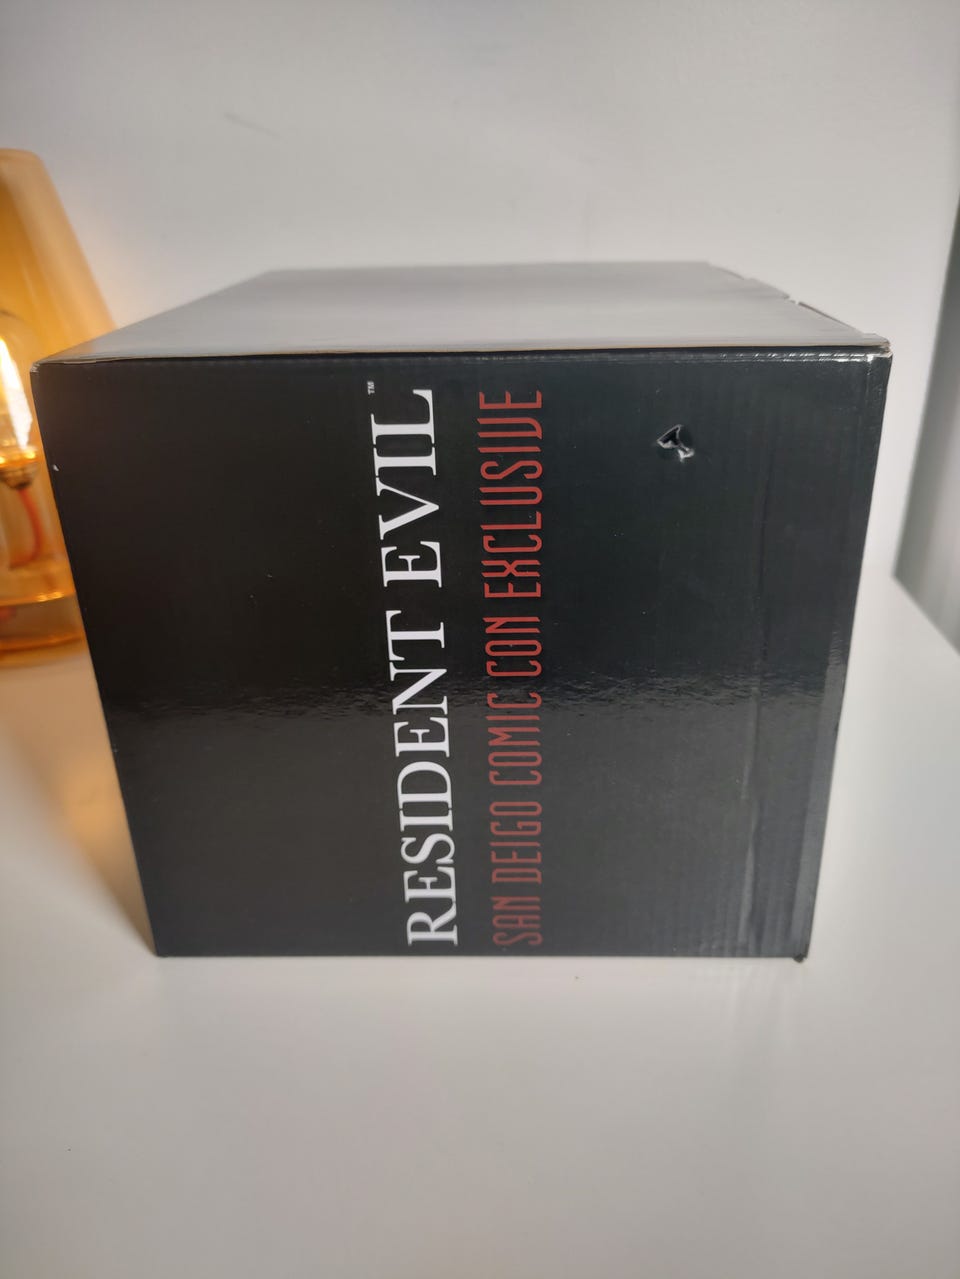 RESIDENT EVIL™
SAN DEIGO COMIC CON EXCLUSIVE